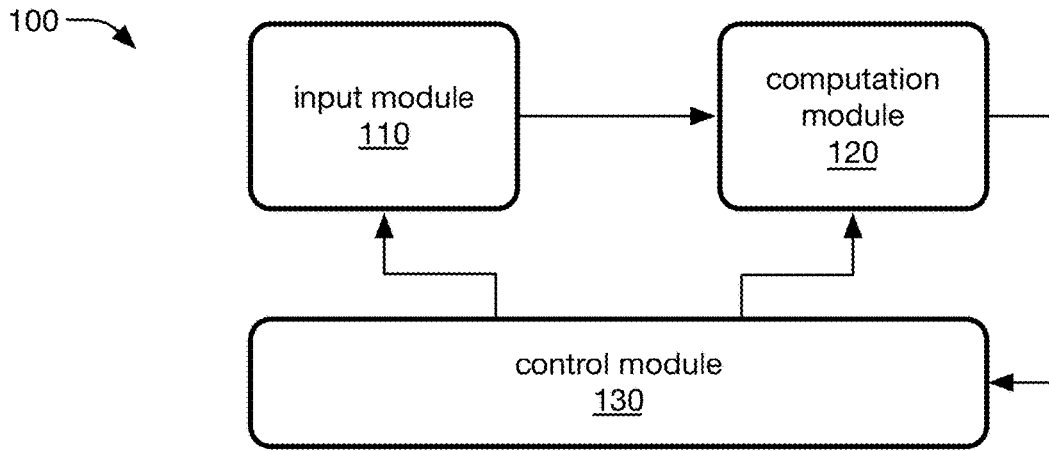 100
input module
110
computation
module
120
control module
130